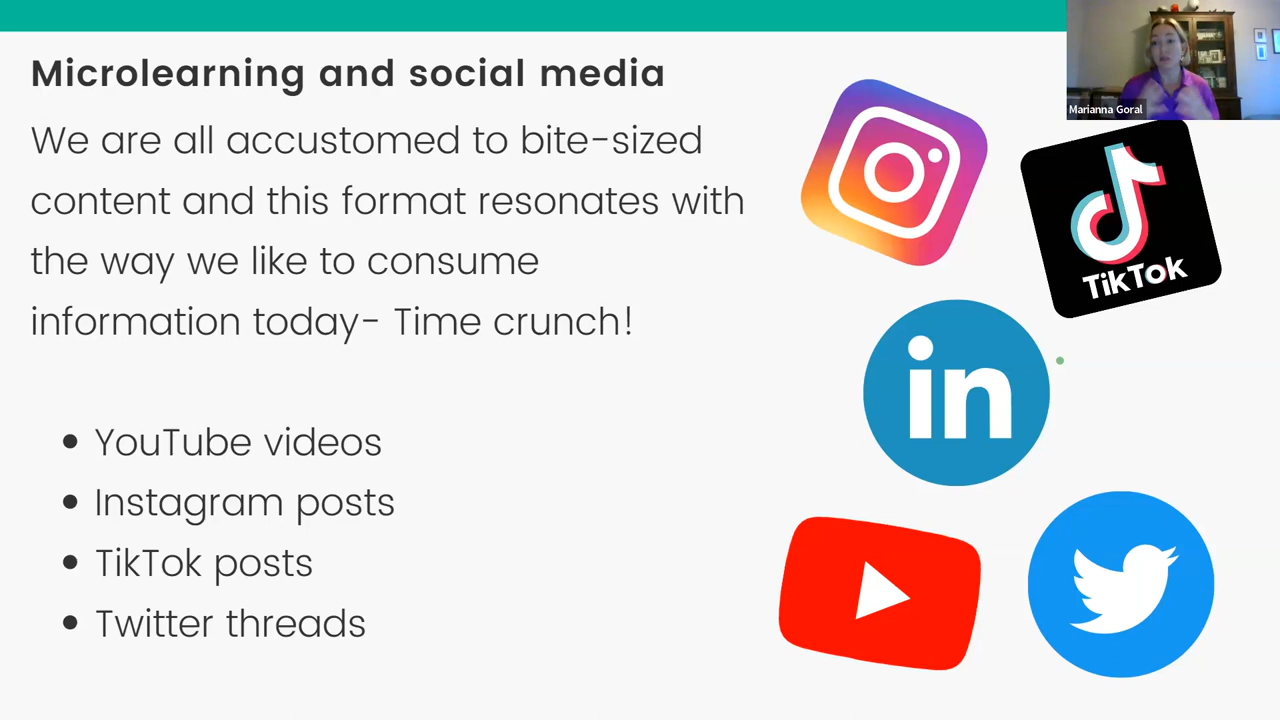 Microlearning and social media
We are all accustomed to bite-sized
content and this format resonates with
the way we like to consume
information today- Time crunch!
YouTube videos
Instagram posts
TikTok posts
Twitter threads
Marianna Goral
TikTok
in